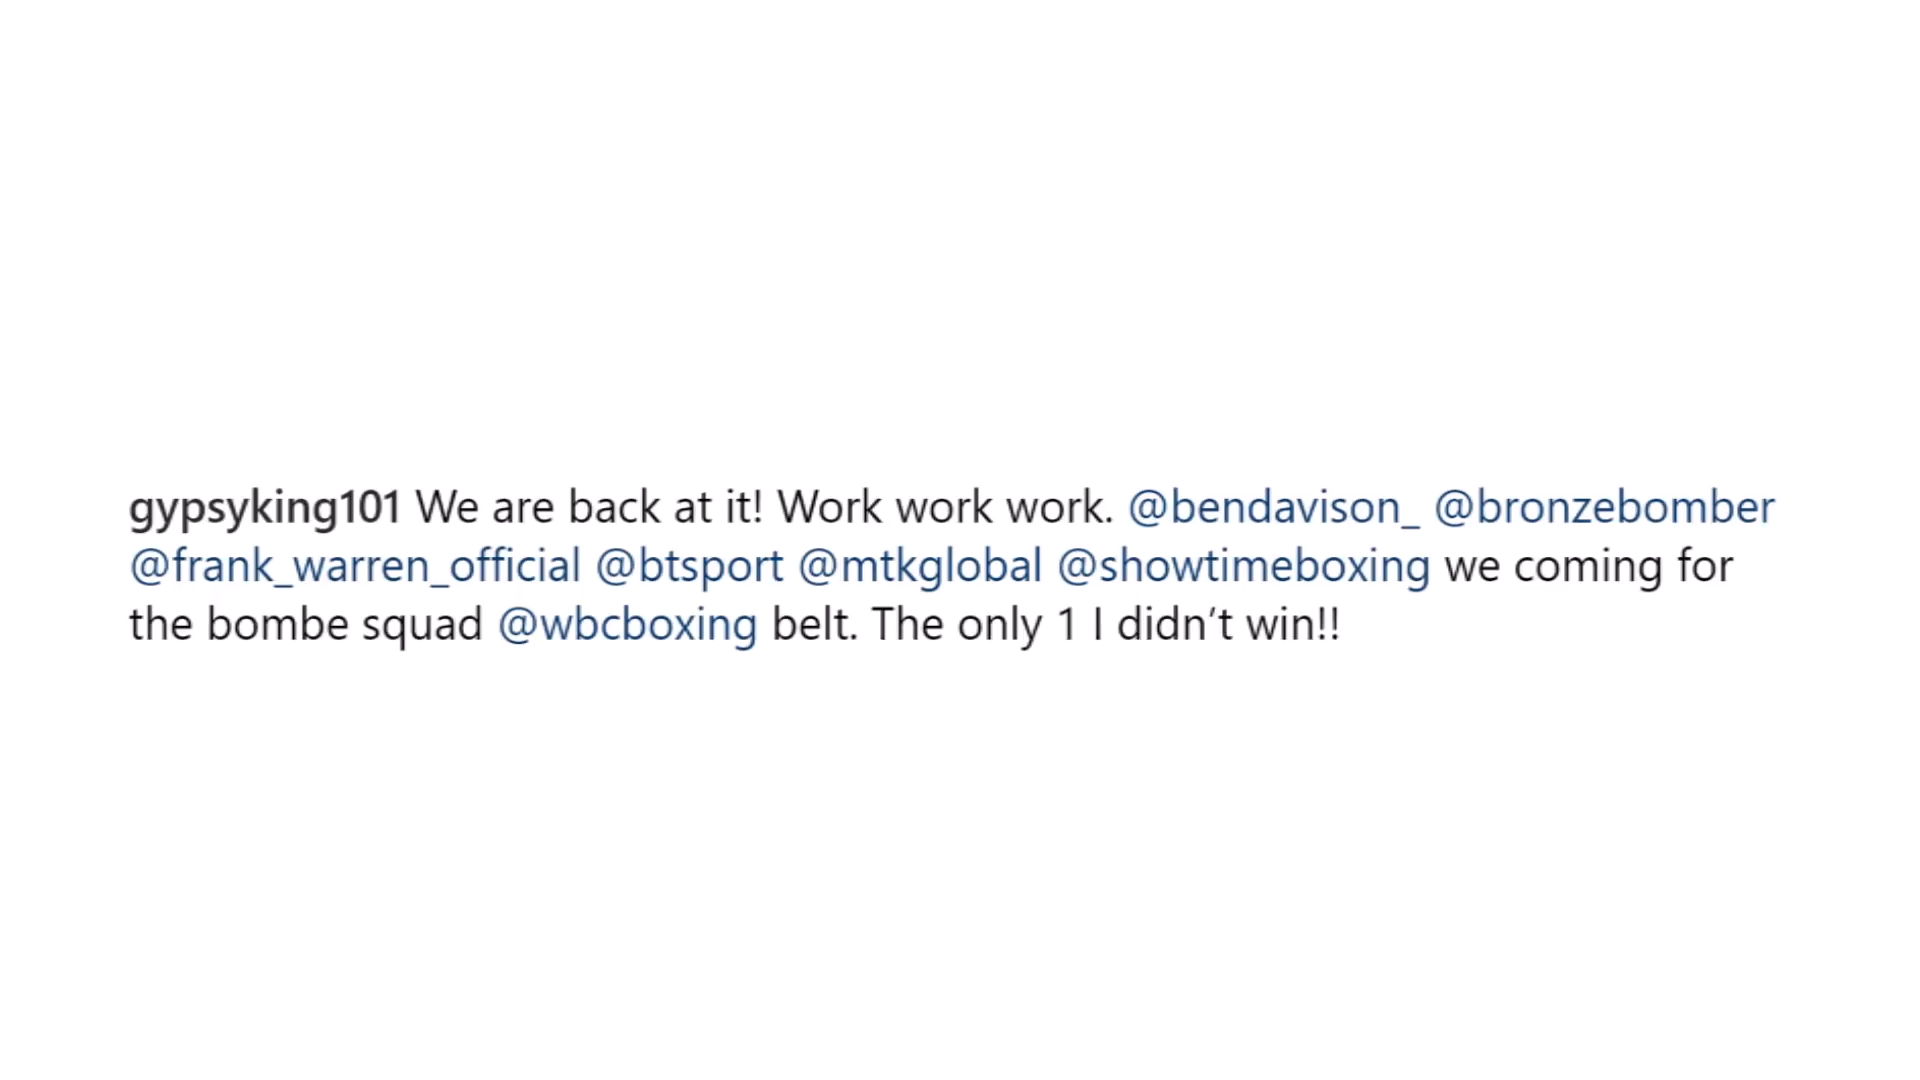 gypsyking101 We are back at it! Work work work. @bendavison_ @bronzebomber
@frank_warren_official @btsport @mtkglobal @showtimeboxing we coming for
the bombe squad @wbcboxing belt. The only 1 I didn’t win!!